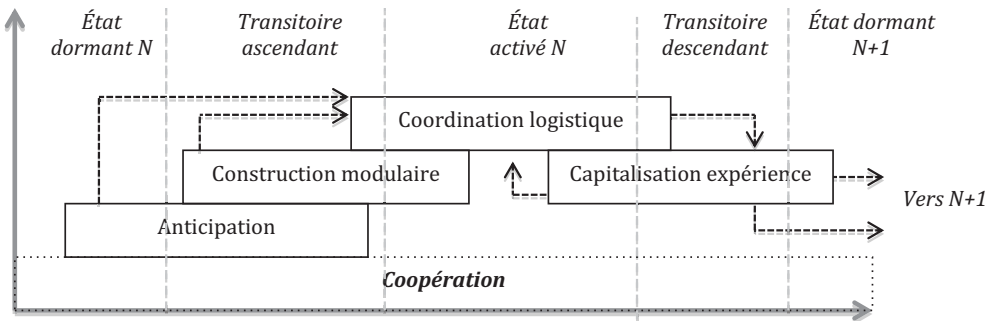 État
dormant N
Transitoire
ascendant
État
activé N
Transitoire
descendant
État dormant
N+1
Coordination logistique
Construction modulaire
Capitalisation expérience
Vers N+1
Anticipation
Coopération